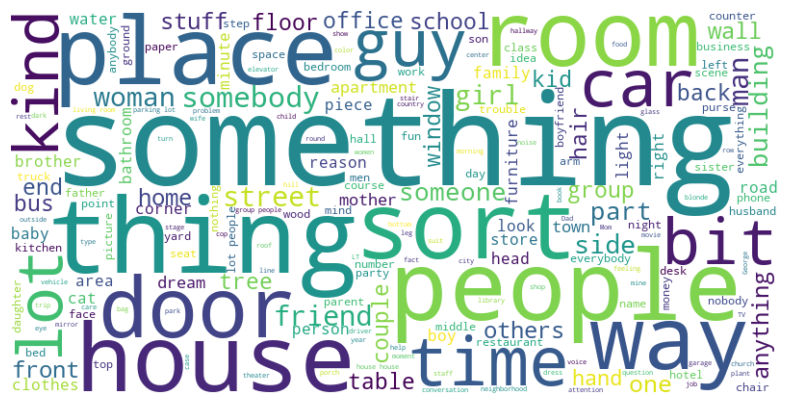 something
people
house
thing
place
room
door
way
sort
time
guy
car
bit
lot
kind
man
woman
somebody
stuff
floor
office
school
wall
building
back
kid
girl
window
hair
someone
group
part
side
street
friend
tree
couple
table
others
one
hand
boy
front
end
bus
home
corner
brother
bathroom
minute
apartment
family
piece
reason
mother
person
dream
area
cat
baby
clothes
anything
road
town
store
look
head
light
right
furniture
boyfriend
water
paper
step
space
bedroom
anybody
ground
dog
rest
dark
living room
parking lot
problem
elevator
show
color
hallway
center
work
son
class
idea
food
counter
business
left
scene
purse
everything
trouble
hall
fun
day
men
course
mind
wood
nothing
group people
lot people
point
father
truck
outside
kitchen
yard
stage
seat
picture
type
cop
roof
line
number
party
parent
driver
year
middle
restaurant
night
desk
money
nobody
everybody
name
hotel
chair
job
phone
husband
sister
arm
glass
country
stair
child
round
wife
turn
women
morning
noise
row
blonde
book
Dad
Mom
movie
George
feeling
mine
TV
city
fact
suit
bottom
leg
hill
library
shop
voice
garage
church
plant
question
dress
staff
help
moment
conversation
neighborhood
attention
porch
house house
theater
case
park
bag
mirror
care
face
top
bed
eye
trip
vehicle
daughter